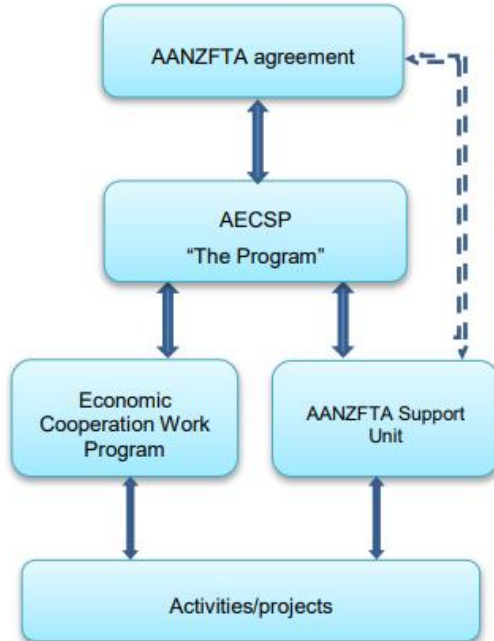 AANZFTA agreement
AECSP
“The Program”
Economic
Cooperation Work
Program
AANZFTA Support
Unit
Activities/projects